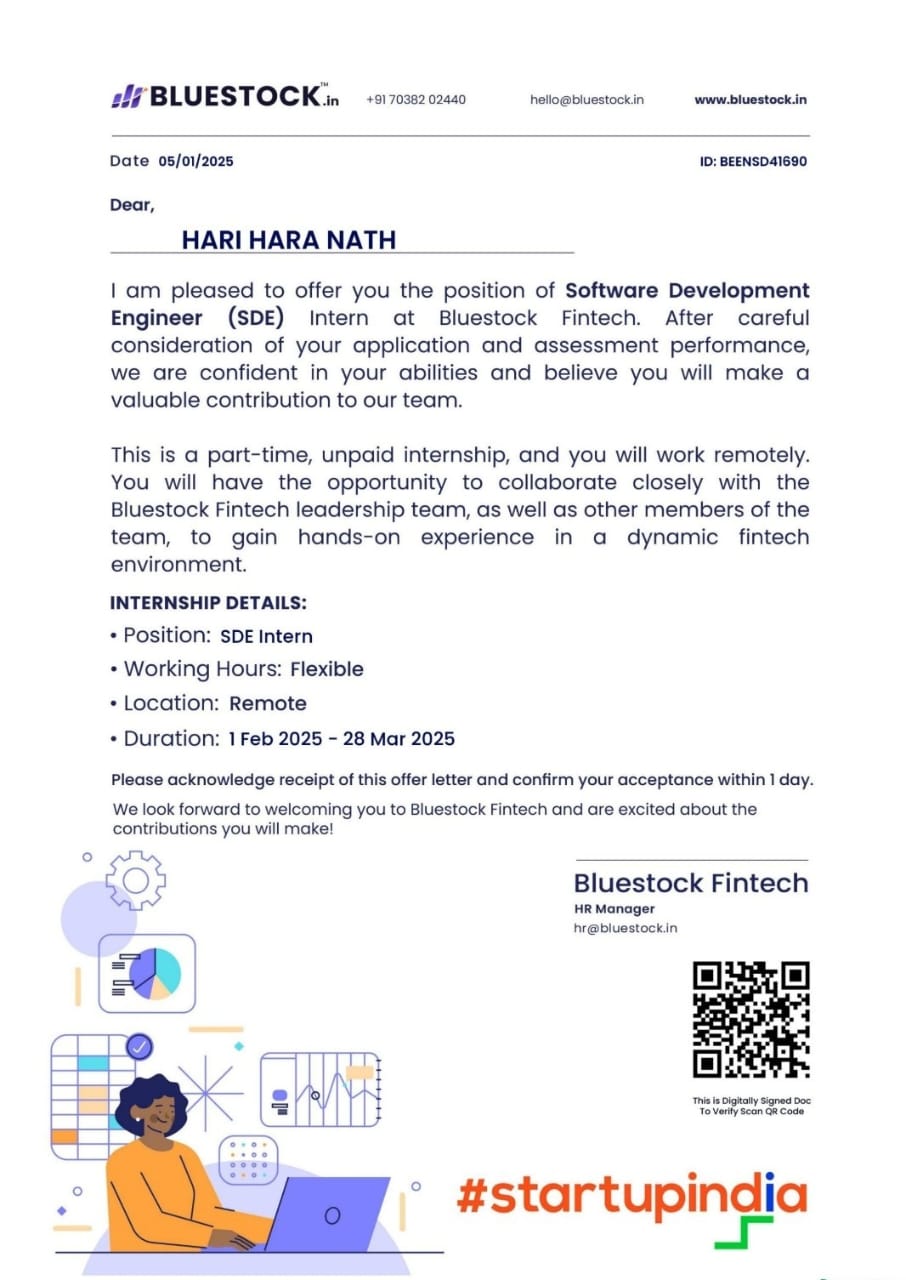 BLUESTOCK™.in +91 70382 02440 hello@bluestock.in www.bluestock.in
Date 05/01/2025 ID: BEENSD41690
Dear,
HARI HARA NATH
I am pleased to offer you the position of Software Development
Engineer (SDE) Intern at Bluestock Fintech. After careful
consideration of your application and assessment performance,
we are confident in your abilities and believe you will make a
valuable contribution to our team.
This is a part-time, unpaid internship, and you will work remotely.
You will have the opportunity to collaborate closely with the
Bluestock Fintech leadership team, as well as other members of the
team, to gain hands-on experience in a dynamic fintech
environment.
INTERNSHIP DETAILS:
• Position: SDE Intern
• Working Hours: Flexible
• Location: Remote
• Duration: 1 Feb 2025 - 28 Mar 2025
Please acknowledge receipt of this offer letter and confirm your acceptance within 1 day.
We look forward to welcoming you to Bluestock Fintech and are excited about the
contributions you will make!
Bluestock Fintech
HR Manager
hr@bluestock.in
This is Digitally Signed Doc
To Verify Scan QR Code
#startupindia